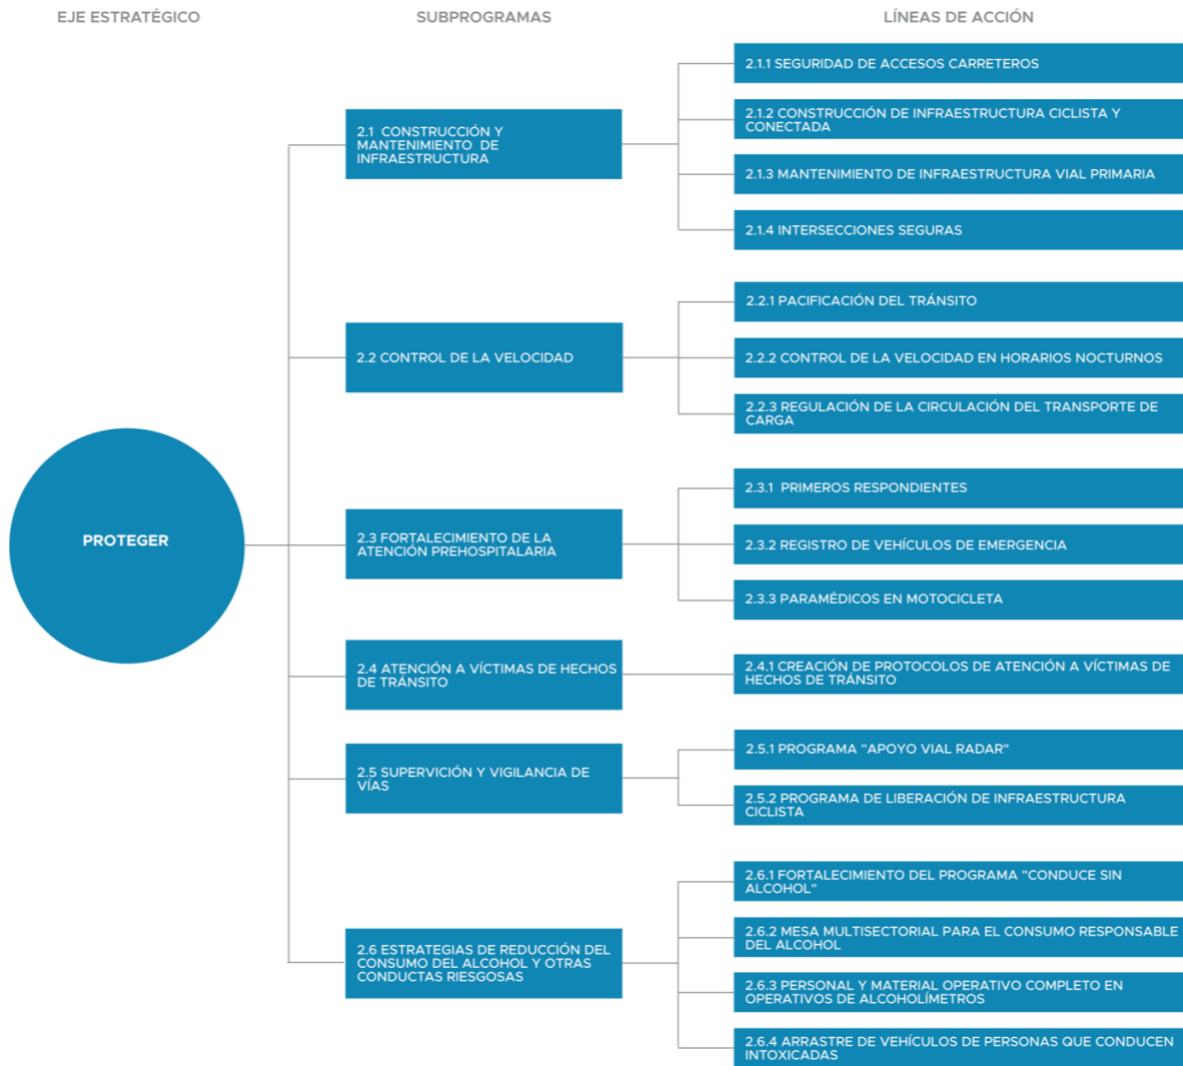 EJE ESTRATÉGICO
SUBPROGRAMAS
LÍNEAS DE ACCIÓN
PROTEGER
2.1 CONSTRUCCIÓN Y
MANTENIMIENTO DE
INFRAESTRUCTURA
2.1.1 SEGURIDAD DE ACCESOS CARRETEROS
2.1.2 CONSTRUCCIÓN DE INFRAESTRUCTURA CICLISTA Y
CONECTADA
2.1.3 MANTENIMIENTO DE INFRAESTRUCTURA VIAL PRIMARIA
2.1.4 INTERSECCIONES SEGURAS
2.2 CONTROL DE LA VELOCIDAD
2.2.1 PACIFICACIÓN DEL TRÁNSITO
2.2.2 CONTROL DE LA VELOCIDAD EN HORARIOS NOCTURNOS
2.2.3 REGULACIÓN DE LA CIRCULACIÓN DEL TRANSPORTE DE
CARGA
2.3 FORTALECIMIENTO DE LA
ATENCIÓN PREHOSPITALARIA
2.3.1 PRIMEROS RESPONDIENTES
2.3.2 REGISTRO DE VEHÍCULOS DE EMERGENCIA
2.3.3 PARAMÉDICOS EN MOTOCICLETA
2.4 ATENCIÓN A VÍCTIMAS DE HECHOS
DE TRÁNSITO
2.4.1 CREACIÓN DE PROTOCOLOS DE ATENCIÓN A VÍCTIMAS DE
HECHOS DE TRÁNSITO
2.5 SUPERVISIÓN Y VIGILANCIA DE
VÍAS
2.5.1 PROGRAMA "APOYO VIAL RADAR"
2.5.2 PROGRAMA DE LIBERACIÓN DE INFRAESTRUCTURA
CICLISTA
2.6 ESTRATEGIAS DE REDUCCIÓN DEL
CONSUMO DEL ALCOHOL Y OTRAS
CONDUCTAS RIESGOSAS
2.6.1 FORTALECIMIENTO DEL PROGRAMA "CONDUCE SIN
ALCOHOL"
2.6.2 MESA MULTISECTORIAL PARA EL CONSUMO RESPONSABLE
DEL ALCOHOL
2.6.3 PERSONAL Y MATERIAL OPERATIVO COMPLETO EN
OPERATIVOS DE ALCOHOLÍMETROS
2.6.4 ARRASTRE DE VEHÍCULOS DE PERSONAS QUE CONDUCEN
INTOXICADAS